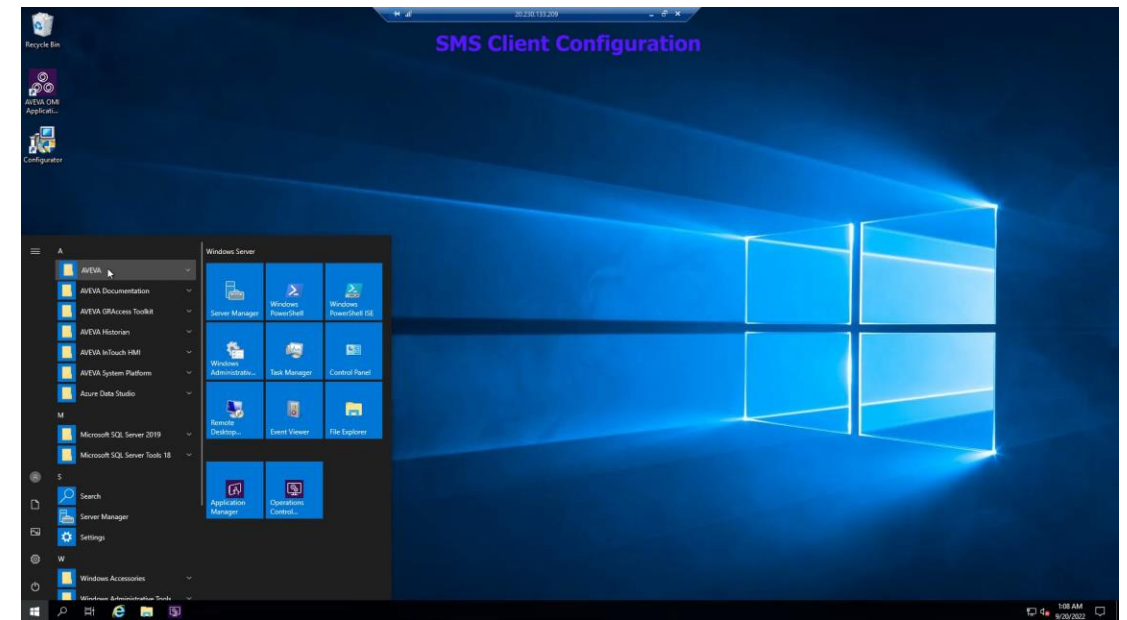 20.230.133.209
SMS Client Configuration
Recycle Bin
AVEVA OMI
Applicati...
Configurator
A
AVEVA
AVEVA Documentation
AVEVA GRAccess Toolkit
AVEVA Historian
AVEVA InTouch HMI
AVEVA System Platform
Azure Data Studio
M
Microsoft SQL Server 2019
Microsoft SQL Server Tools 18
S
Search
Server Manager
Settings
W
Windows Accessories
Windows Administrative Tools
Windows Server
Server Manager
Windows
PowerShell
Windows
PowerShell ISE
Windows
Administrativ...
Task Manager
Control Panel
Remote
Desktop...
Event Viewer
File Explorer
Application
Manager
Operations
Control...
1:08 AM
9/20/2022